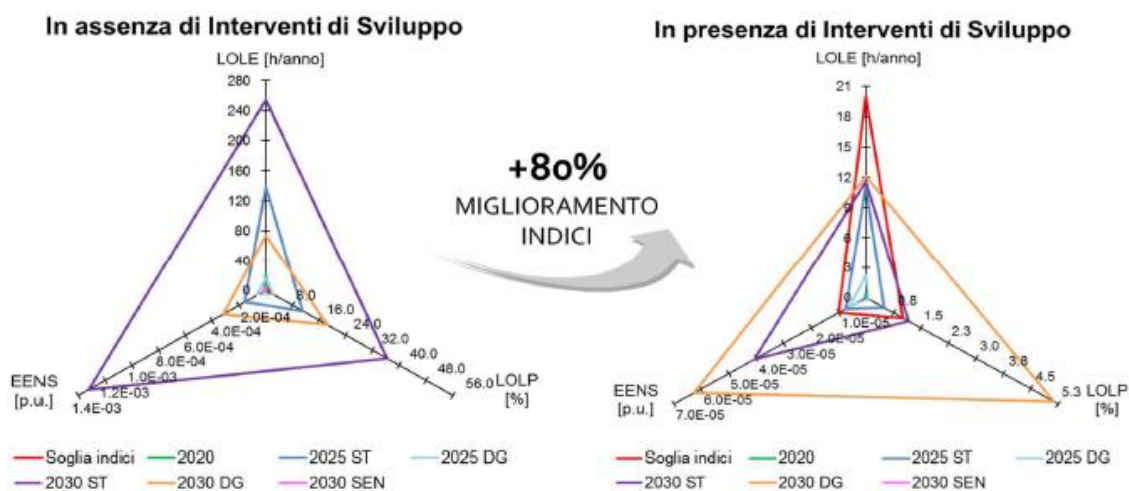 In assenza di Interventi di Sviluppo
LOLE [h/anno]
280
240
200
160
120
80
40
0
8.0
16.0
24.0
32.0
40.0
48.0
56.0
LOLP
[%]
2.0E-04
4.0E-04
6.0E-04
8.0E-04
1.0E-03
1.2E-03
1.4E-03
EENS
[p.u.]
Soglia indici
2020
2025 ST
2025 DG
2030 ST
2030 DG
2030 SEN
+80%
MIGLIORAMENTO
INDICI
In presenza di Interventi di Sviluppo
LOLE [h/anno]
21
18
15
12
9
6
3
0
0.8
1.5
2.3
3.0
3.8
4.5
5.3
LOLP
[%]
1.0E-05
2.0E-05
3.0E-05
4.0E-05
5.0E-05
6.0E-05
7.0E-05
EENS
[p.u.]
Soglia indici
2020
2025 ST
2025 DG
2030 ST
2030 DG
2030 SEN